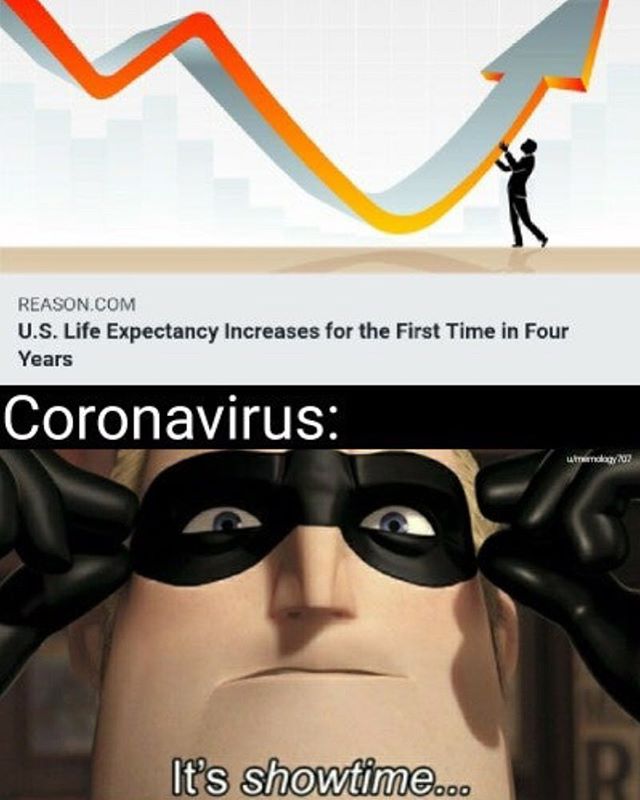 REASON.COM
U.S. Life Expectancy Increases for the First Time in Four
Years
Coronavirus:
u/memology707
It's showtime...
R